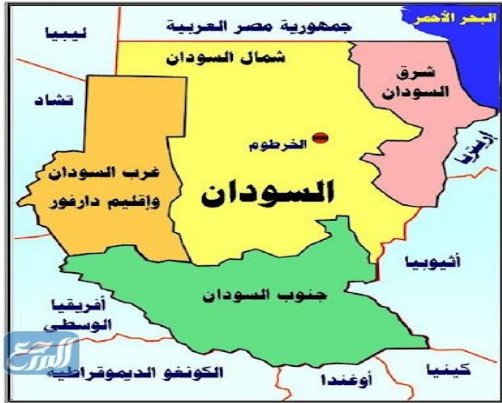 البحر الأحمر
جمهورية مصر العربية
ليبيا
شمال السودان
شرق
السودان
تشاد
الخرطوم
إريتريا
غرب السودان
وإقليم دارفور
السودان
أثيوبيا
جنوب السودان
أفريقيا
الوسطى
المرجع
كينيا
أوغندا
الكونغو الديموقراطية